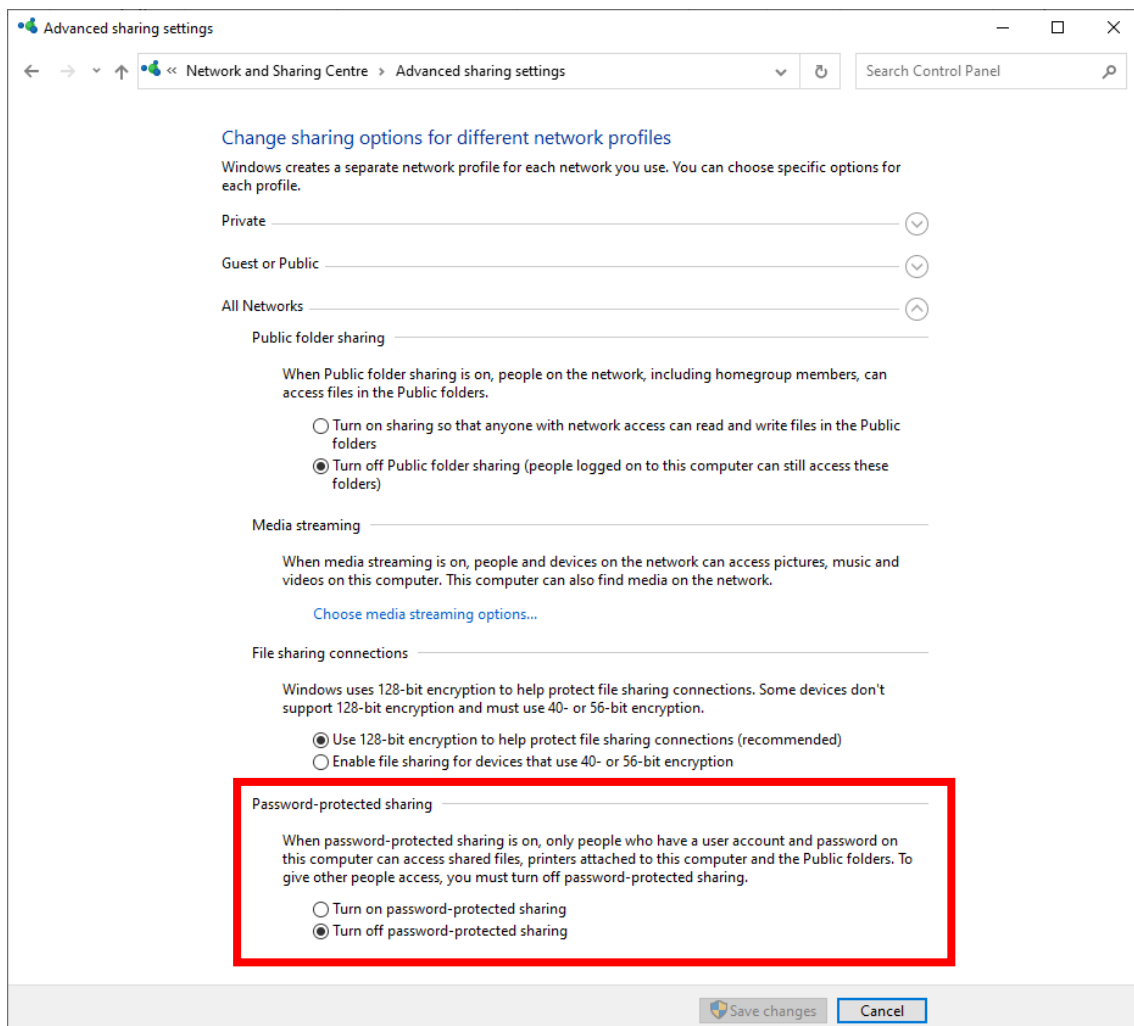 Advanced sharing settings
« Network and Sharing Centre › Advanced sharing settings
Search Control Panel
Change sharing options for different network profiles
Windows creates a separate network profile for each network you use. You can choose specific options for
each profile.
Private
Guest or Public
All Networks
Public folder sharing
When Public folder sharing is on, people on the network, including homegroup members, can
access files in the Public folders.
Turn on sharing so that anyone with network access can read and write files in the Public
folders
Turn off Public folder sharing (people logged on to this computer can still access these
folders)
Media streaming
When media streaming is on, people and devices on the network can access pictures, music and
videos on this computer. This computer can also find media on the network.
Choose media streaming options...
File sharing connections
Windows uses 128-bit encryption to help protect file sharing connections. Some devices don't
support 128-bit encryption and must use 40- or 56-bit encryption.
Use 128-bit encryption to help protect file sharing connections (recommended)
Enable file sharing for devices that use 40- or 56-bit encryption
Password-protected sharing
When password-protected sharing is on, only people who have a user account and password on
this computer can access shared files, printers attached to this computer and the Public folders. To
give other people access, you must turn off password-protected sharing.
Turn on password-protected sharing
Turn off password-protected sharing
Save changes
Cancel